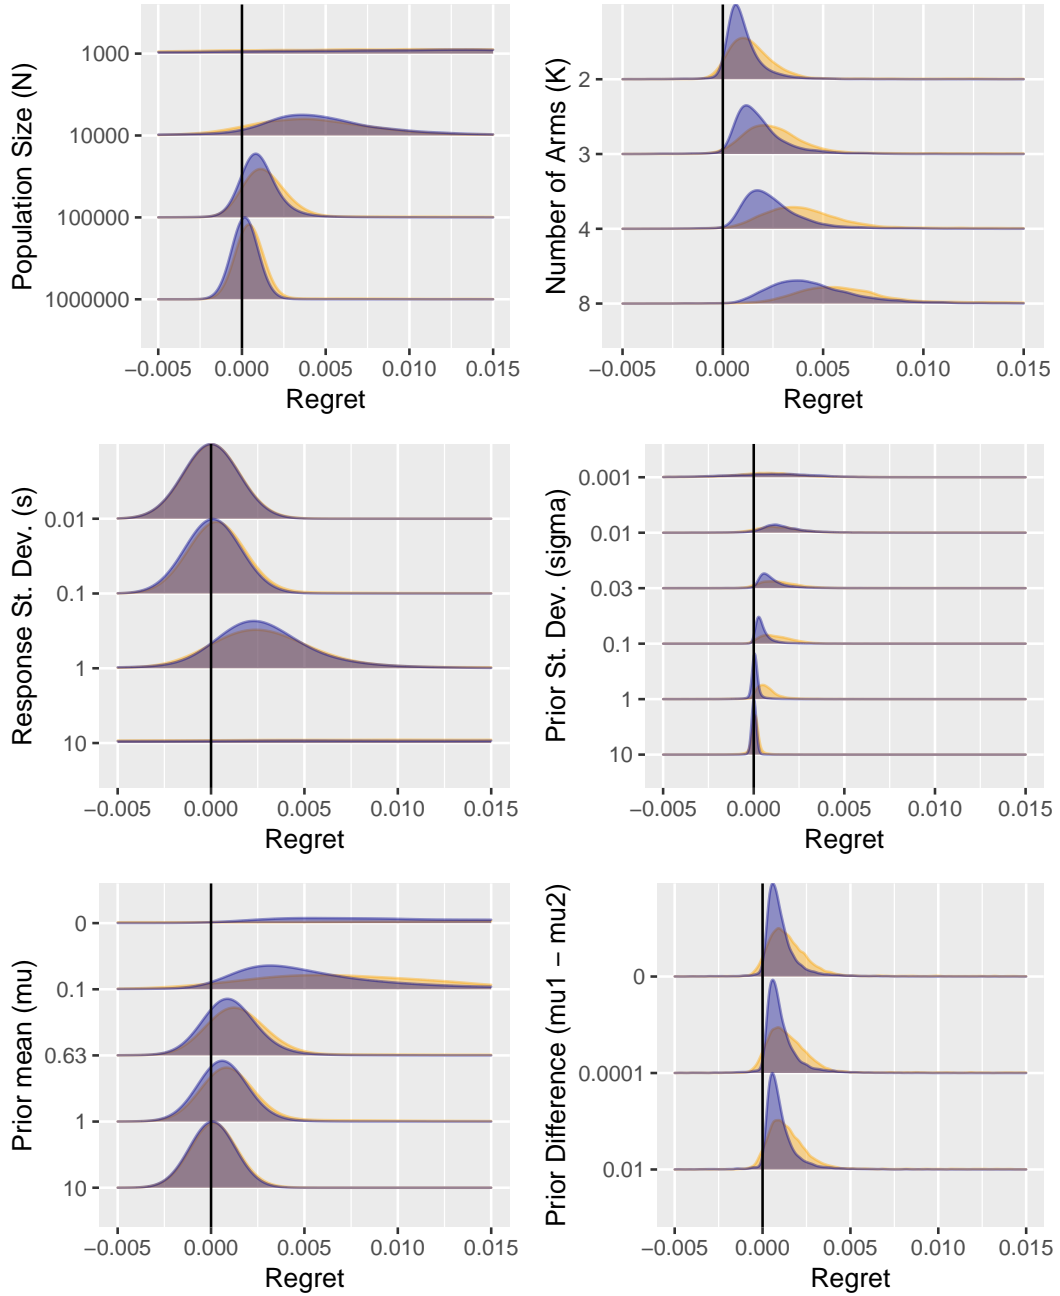 Population Size (N)
1000
10000
100000
1000000
−0.005 0.000 0.005 0.010 0.015
Regret
Number of Arms (K)
2
3
4
8
−0.005 0.000 0.005 0.010 0.015
Regret
Response St. Dev. (s)
0.01
0.1
1
10
−0.005 0.000 0.005 0.010 0.015
Regret
Prior St. Dev. (sigma)
0.001
0.01
0.03
0.1
1
10
−0.005 0.000 0.005 0.010 0.015
Regret
Prior mean (mu)
0
0.1
0.63
1
10
−0.005 0.000 0.005 0.010 0.015
Regret
Prior Difference (mu1 − mu2)
0
0.0001
0.01
−0.005 0.000 0.005 0.010 0.015
Regret